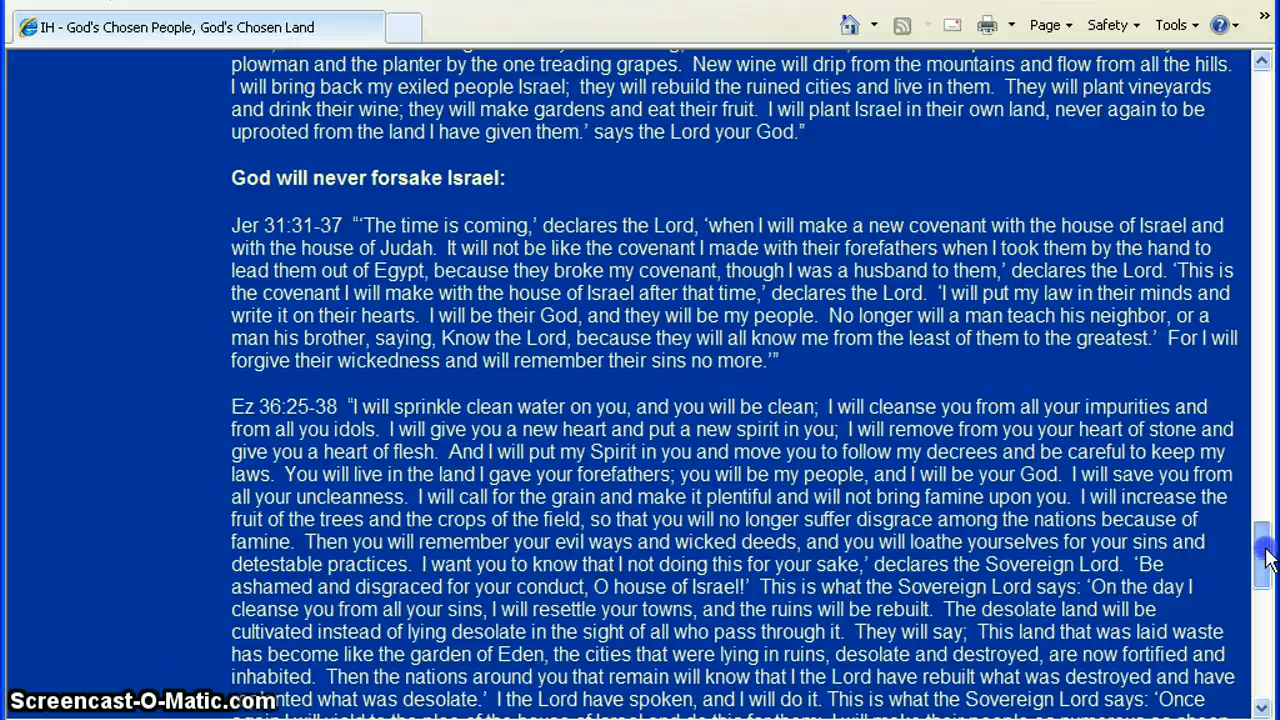 IH - God's Chosen People, God's Chosen Land
Page
Safety
Tools
plowman and the planter by the one treading grapes.  New wine will drip from the mountains and flow from all the hills.
I will bring back my exiled people Israel;  they will rebuild the ruined cities and live in them.  They will plant vineyards
and drink their wine; they will make gardens and eat their fruit.  I will plant Israel in their own land, never again to be
uprooted from the land I have given them.’ says the Lord your God.”
God will never forsake Israel:
Jer 31:31-37  “‘The time is coming,’ declares the Lord, ‘when I will make a new covenant with the house of Israel and
with the house of Judah.  It will not be like the covenant I made with their forefathers when I took them by the hand to
lead them out of Egypt, because they broke my covenant, though I was a husband to them,’ declares the Lord. ‘This is
the covenant I will make with the house of Israel after that time,’ declares the Lord.  ‘I will put my law in their minds and
write it on their hearts.  I will be their God, and they will be my people.  No longer will a man teach his neighbor, or a
man his brother, saying, Know the Lord, because they will all know me from the least of them to the greatest.’  For I will
forgive their wickedness and will remember their sins no more.’”
Ez 36:25-38  “I will sprinkle clean water on you, and you will be clean;  I will cleanse you from all your impurities and
from all you idols.  I will give you a new heart and put a new spirit in you;  I will remove from you your heart of stone and
give you a heart of flesh.  And I will put my Spirit in you and move you to follow my decrees and be careful to keep my
laws.  You will live in the land I gave your forefathers; you will be my people, and I will be your God.  I will save you from
all your uncleanness.  I will call for the grain and make it plentiful and will not bring famine upon you.  I will increase the
fruit of the trees and the crops of the field, so that you will no longer suffer disgrace among the nations because of
famine.  Then you will remember your evil ways and wicked deeds, and you will loathe yourselves for your sins and
detestable practices.  I want you to know that I not doing this for your sake,’ declares the Sovereign Lord.  ‘Be
ashamed and disgraced for your conduct, O house of Israel!’  This is what the Sovereign Lord says: ‘On the day I
cleanse you from all your sins, I will resettle your towns, and the ruins will be rebuilt.  The desolate land will be
cultivated instead of lying desolate in the sight of all who pass through it.  They will say;  This land that was laid waste
has become like the garden of Eden, the cities that were lying in ruins, desolate and destroyed, are now fortified and
inhabited.  Then the nations around you that remain will know that I the Lord have rebuilt what was destroyed and have
what was desolate.’  I the Lord have spoken, and I will do it. This is what the Sovereign Lord says: ‘Once
Screencast-O-Matic.com